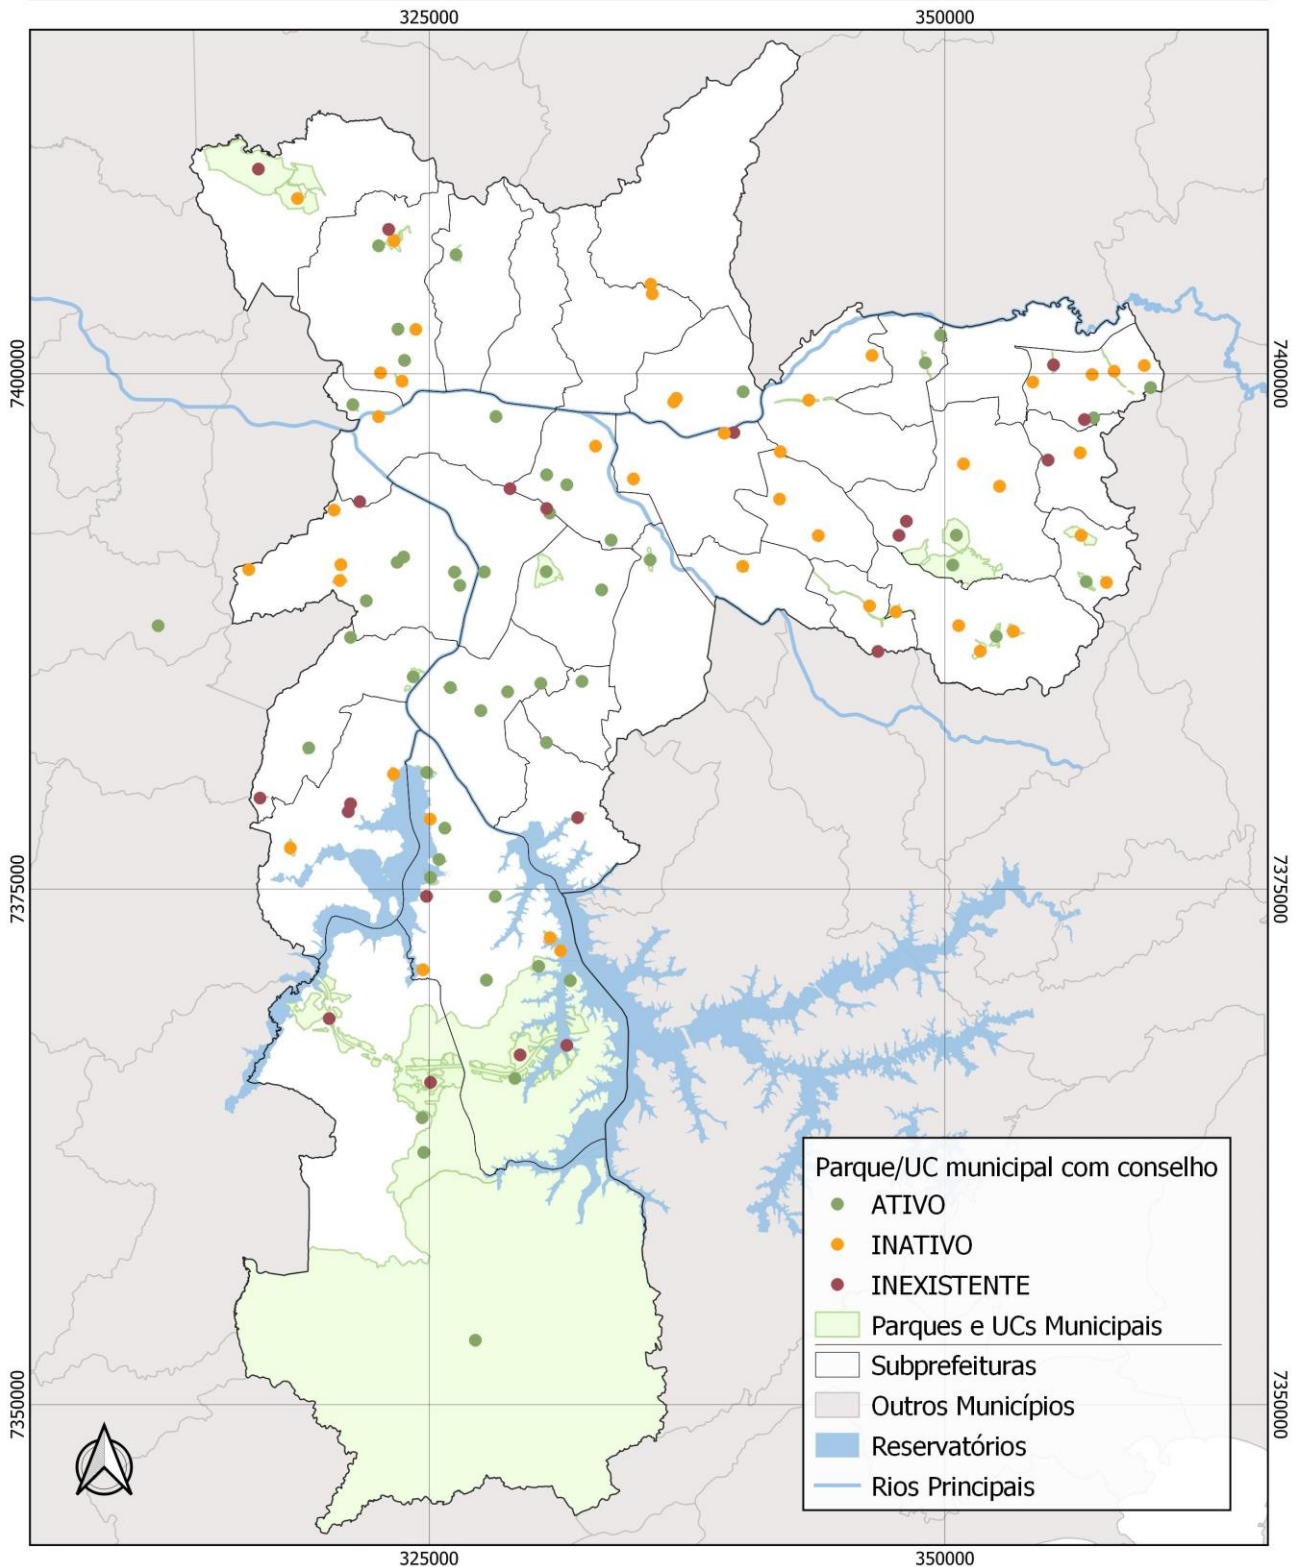 325000
350000
7400000
7400000
7375000
7375000
Parque/UC municipal com conselho
ATIVO
INATIVO
INEXISTENTE
Parques e UCs Municipais
Subprefeituras
Outros Municípios
Reservatórios
Rios Principais
7350000
7350000
325000
350000